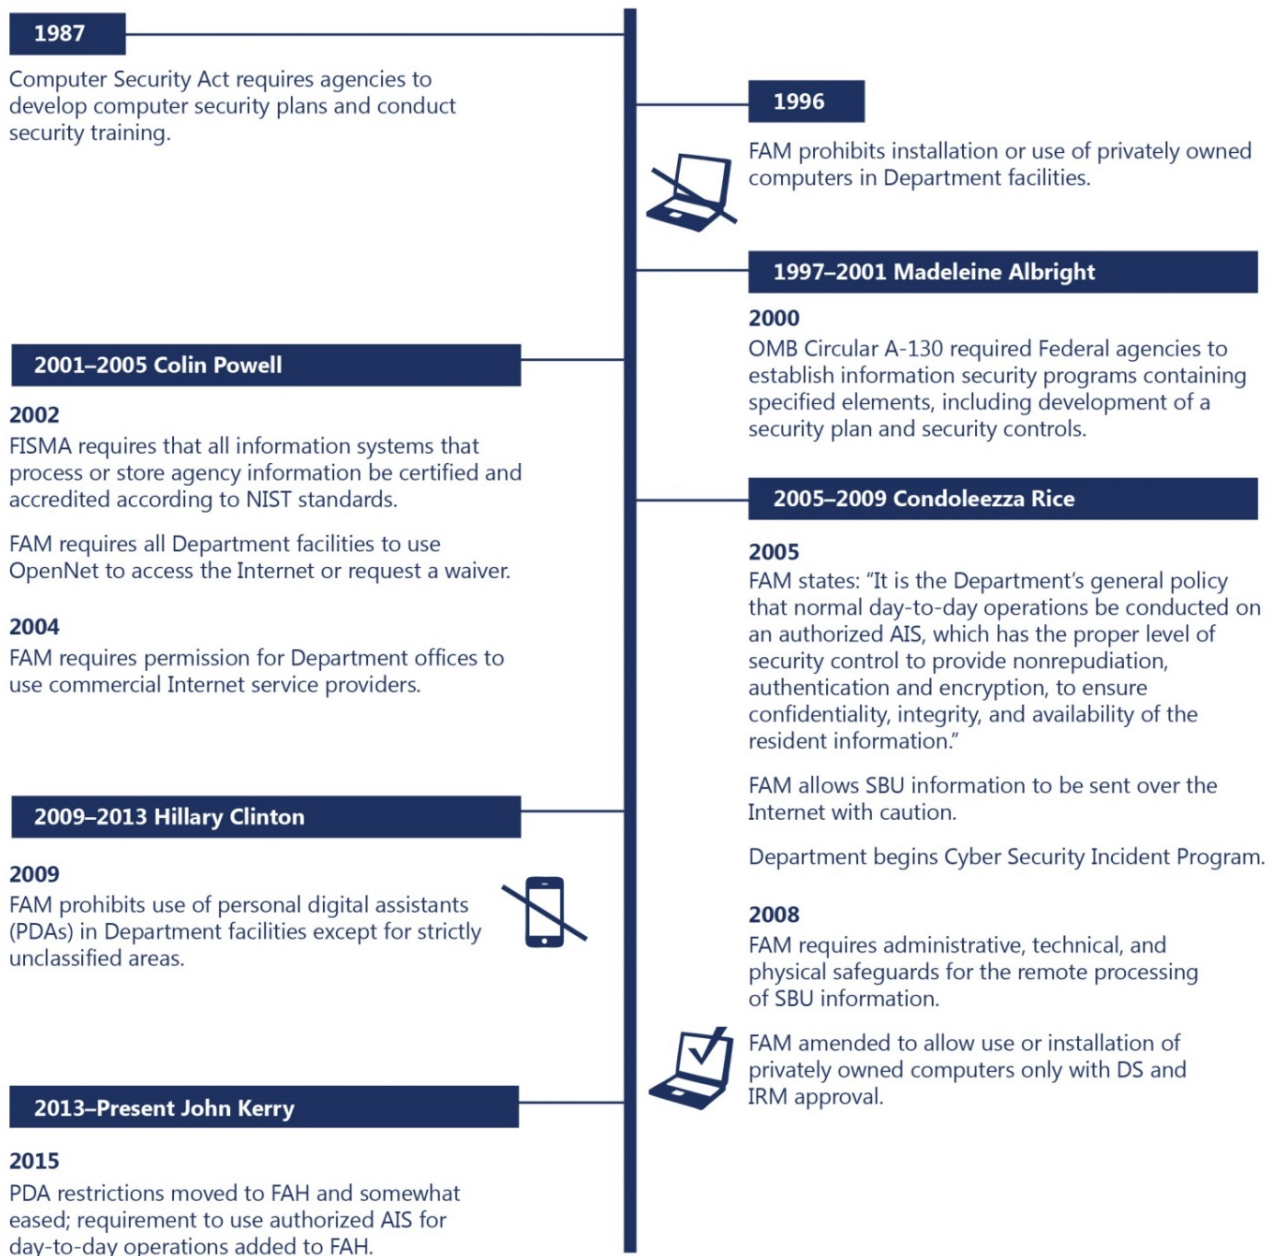 1987
Computer Security Act requires agencies to
develop computer security plans and conduct
security training.
1996
FAM prohibits installation or use of privately owned
computers in Department facilities.
1997–2001 Madeleine Albright
2000
OMB Circular A-130 required Federal agencies to
establish information security programs containing
specified elements, including development of a
security plan and security controls.
2001–2005 Colin Powell
2002
FISMA requires that all information systems that
process or store agency information be certified and
accredited according to NIST standards.
FAM requires all Department facilities to use
OpenNet to access the Internet or request a waiver.
2004
FAM requires permission for Department offices to
use commercial Internet service providers.
2005–2009 Condoleezza Rice
2005
FAM states: “It is the Department’s general policy
that normal day-to-day operations be conducted on
an authorized AIS, which has the proper level of
security control to provide nonrepudiation,
authentication and encryption, to ensure
confidentiality, integrity, and availability of the
resident information.”
FAM allows SBU information to be sent over the
Internet with caution.
Department begins Cyber Security Incident Program.
2008
FAM requires administrative, technical, and
physical safeguards for the remote processing
of SBU information.
FAM amended to allow use or installation of
privately owned computers only with DS and
IRM approval.
2009–2013 Hillary Clinton
2009
FAM prohibits use of personal digital assistants
(PDAs) in Department facilities except for strictly
unclassified areas.
2013–Present John Kerry
2015
PDA restrictions moved to FAH and somewhat
eased; requirement to use authorized AIS for
day-to-day operations added to FAH.